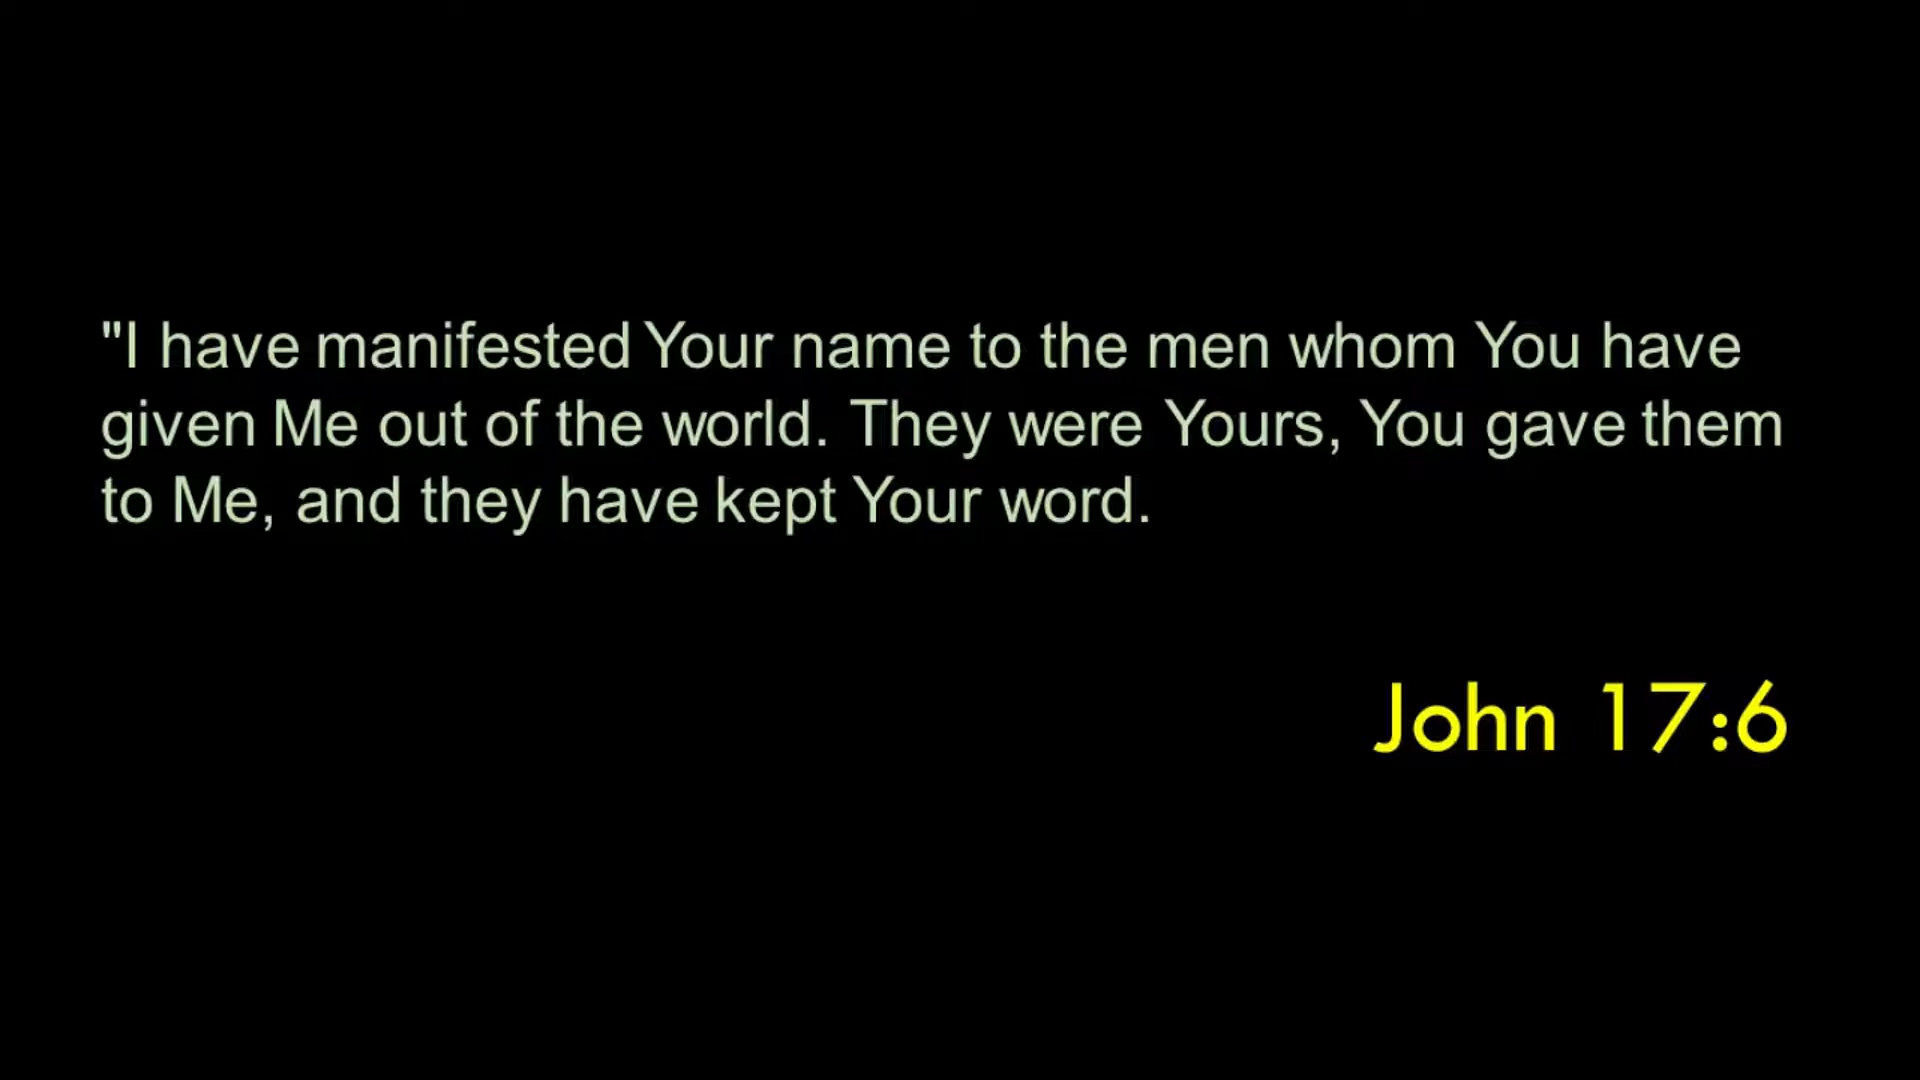 "I have manifested Your name to the men whom You have
given Me out of the world. They were Yours, You gave them
to Me, and they have kept Your word.
John 17:6